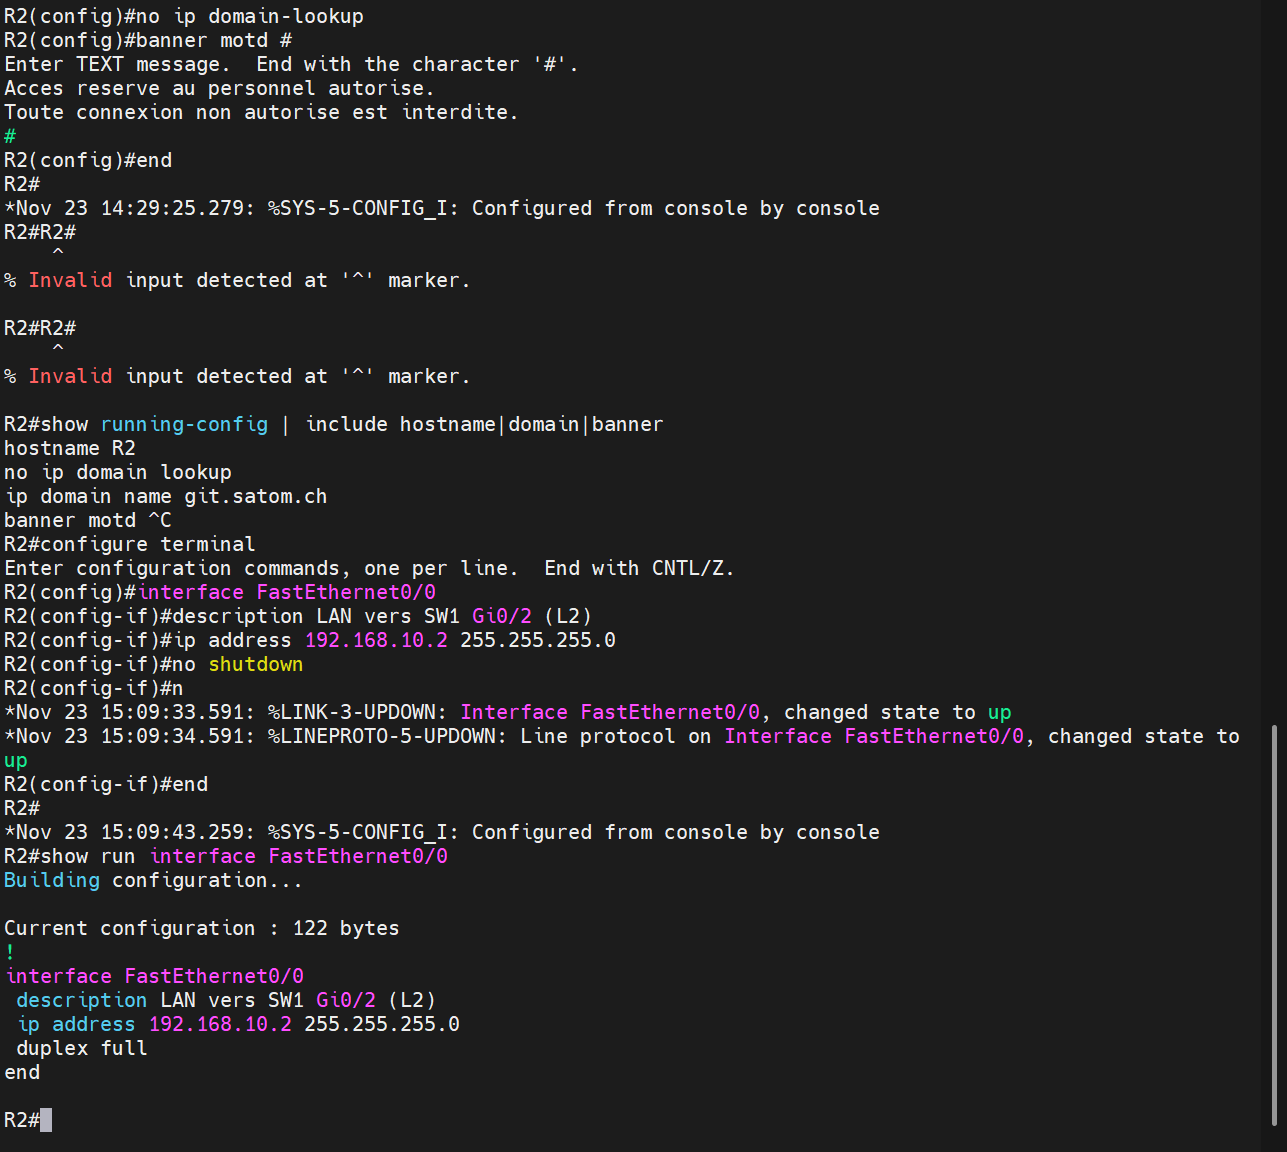 R2(config)#no ip domain-lookup
R2(config)#banner motd #
Enter TEXT message.  End with the character '#'.
Acces reserve au personnel autorise.
Toute connexion non autorise est interdite.
#
R2(config)#end
R2#
*Nov 23 14:29:25.279: %SYS-5-CONFIG_I: Configured from console by console
R2#R2#
    ^
% Invalid input detected at '^' marker.

R2#R2#
    ^
% Invalid input detected at '^' marker.

R2#show running-config | include hostname|domain|banner
hostname R2
no ip domain lookup
ip domain name git.satom.ch
banner motd ^C
R2#configure terminal
Enter configuration commands, one per line.  End with CNTL/Z.
R2(config)#interface FastEthernet0/0
R2(config-if)#description LAN vers SW1 Gi0/2 (L2)
R2(config-if)#ip address 192.168.10.2 255.255.255.0
R2(config-if)#no shutdown
R2(config-if)#n
*Nov 23 15:09:33.591: %LINK-3-UPDOWN: Interface FastEthernet0/0, changed state to up
*Nov 23 15:09:34.591: %LINEPROTO-5-UPDOWN: Line protocol on Interface FastEthernet0/0, changed state to
up
R2(config-if)#end
R2#
*Nov 23 15:09:43.259: %SYS-5-CONFIG_I: Configured from console by console
R2#show run interface FastEthernet0/0
Building configuration...

Current configuration : 122 bytes
!
interface FastEthernet0/0
 description LAN vers SW1 Gi0/2 (L2)
 ip address 192.168.10.2 255.255.255.0
 duplex full
end

R2#